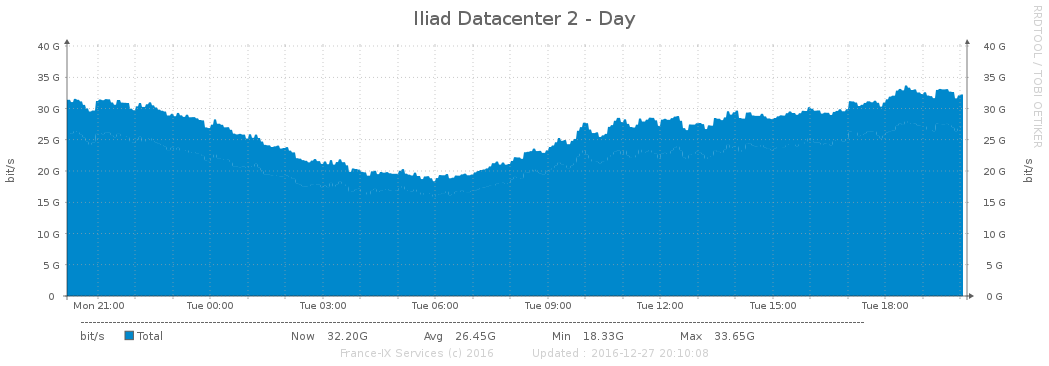 Iliad Datacenter 2 - Day
RRDTOOL / TOBI OETIKER
40 G 40 G
35 G 35 G
30 G 30 G
25 G 25 G
20 G 20 G
15 G 15 G
10 G 10 G
5 G 5 G
0 0 G
bit/s bit/s
Mon 21:00 Tue 00:00 Tue 03:00 Tue 06:00 Tue 09:00 Tue 12:00 Tue 15:00 Tue 18:00
bit/s Total Now 32.20G Avg 26.45G Min 18.33G Max 33.65G
France-IX Services (c) 2016 Updated : 2016-12-27 20:10:08